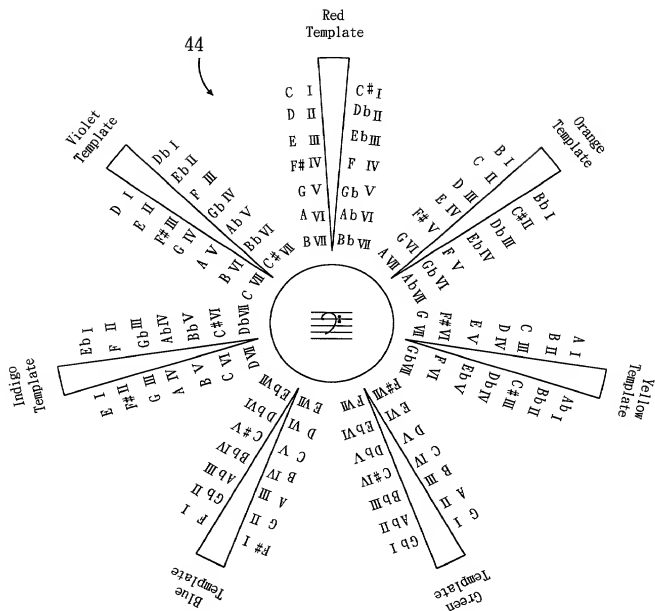 44
Red
Template
C I
D II
E III
F# IV
G V
A VI
B VII
C# I
Db II
Eb III
F IV
Gb V
Ab VI
Bb VII
Orange
Template
B I
C II
D III
E IV
F# V
G VI
A VII
Bb I
C# II
Db III
Eb IV
F V
Gb VI
Ab VII
Yellow
Template
A I
B II
C III
D IV
E V
F# VI
G VII
Ab I
Bb II
C# III
Db IV
Eb V
F VI
Gb VII
Green
Template
G I
A II
B III
C IV
D V
E VI
F# VII
Gb I
Ab II
Bb III
C# IV
Db V
Eb VI
F VII
Blue
Template
F# I
G II
A III
B IV
C V
D VI
E VII
F I
Gb II
Ab III
Bb IV
C# V
Db VI
Eb VII
Indigo
Template
E I
F# II
G III
A IV
B V
C VI
D VII
Eb I
F II
Gb III
Ab IV
Bb V
C# VI
Db VII
Violet
Template
D I
E II
F# III
G IV
A V
B VI
C VII
Db I
Eb II
F III
Gb IV
Ab V
Bb VI
C# VII